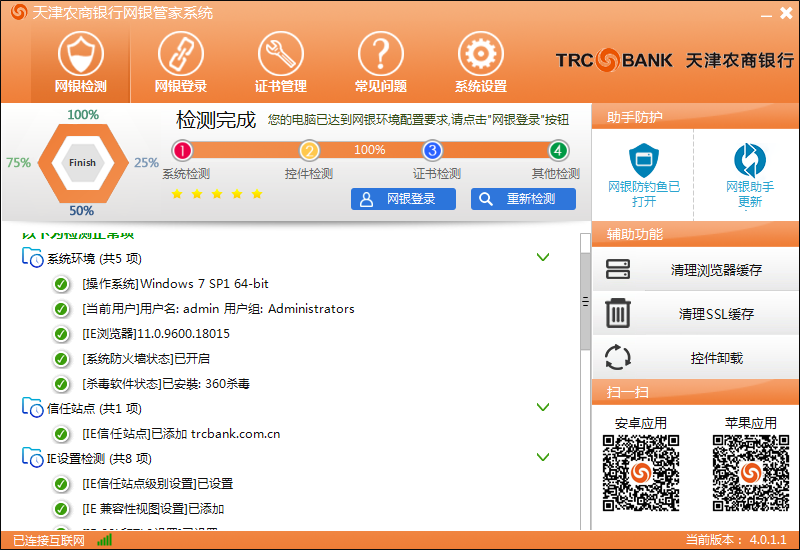 天津农商银行网银管家系统
网银检测
网银登录
证书管理
常见问题
系统设置
TRC BANK 天津农商银行
100%
75%
Finish
25%
50%
检测完成 您的电脑已达到网银环境配置要求,请点击"网银登录"按钮
1 2 100% 3 4
系统检测 控件检测 证书检测 其他检测
网银登录 重新检测
以下为检测正常项
系统环境 (共5 项)
[操作系统]Windows 7 SP1 64-bit
[当前用户]用户名: admin 用户组: Administrators
[IE浏览器]11.0.9600.18015
[系统防火墙状态]已开启
[杀毒软件状态]已安装: 360杀毒
信任站点 (共1 项)
[IE信任站点]已添加 trcbank.com.cn
IE设置检测 (共8 项)
[IE信任站点级别设置]已设置
[IE 兼容性视图设置]已添加
助手防护
网银防钓鱼已
打开
网银助手
更新
辅助功能
清理浏览器缓存
清理SSL缓存
控件卸载
扫一扫
安卓应用 苹果应用
已连接互联网
当前版本: 4.0.1.1